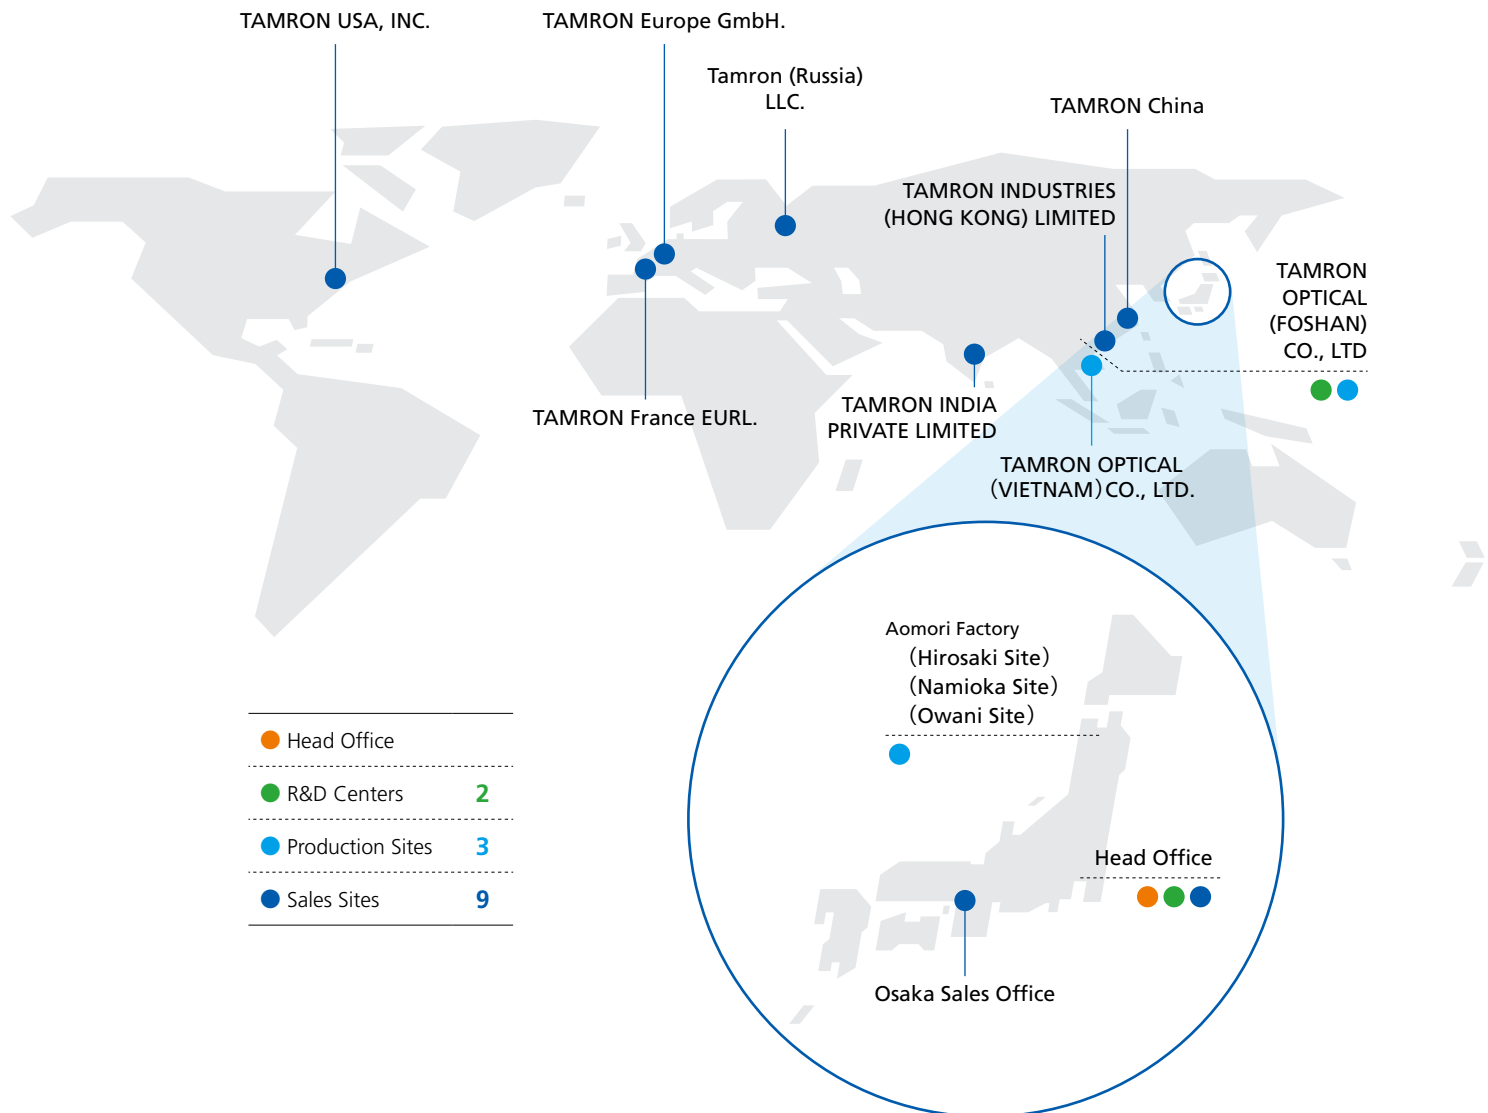 TAMRON USA, INC.
TAMRON Europe GmbH.
Tamron (Russia)
LLC.
TAMRON China
TAMRON INDUSTRIES
(HONG KONG) LIMITED
TAMRON
OPTICAL
(FOSHAN)
CO., LTD
TAMRON France EURL.
TAMRON INDIA
PRIVATE LIMITED
TAMRON OPTICAL
（VIETNAM）CO., LTD.
Aomori Factory
（Hirosaki Site）
（Namioka Site）
（Owani Site）
Head Office
R&D Centers 2
Production Sites 3
Sales Sites 9
Head Office
Osaka Sales Office